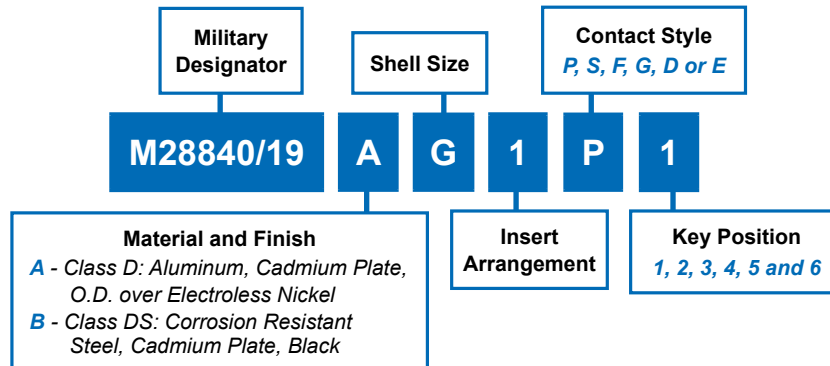 Military
Designator
Shell Size
Contact Style
P, S, F, G, D or E
M28840/19 A G 1 P 1
Material and Finish
A - Class D: Aluminum, Cadmium Plate,
O.D. over Electroless Nickel
B - Class DS: Corrosion Resistant
Steel, Cadmium Plate, Black
Insert
Arrangement
Key Position
1, 2, 3, 4, 5 and 6